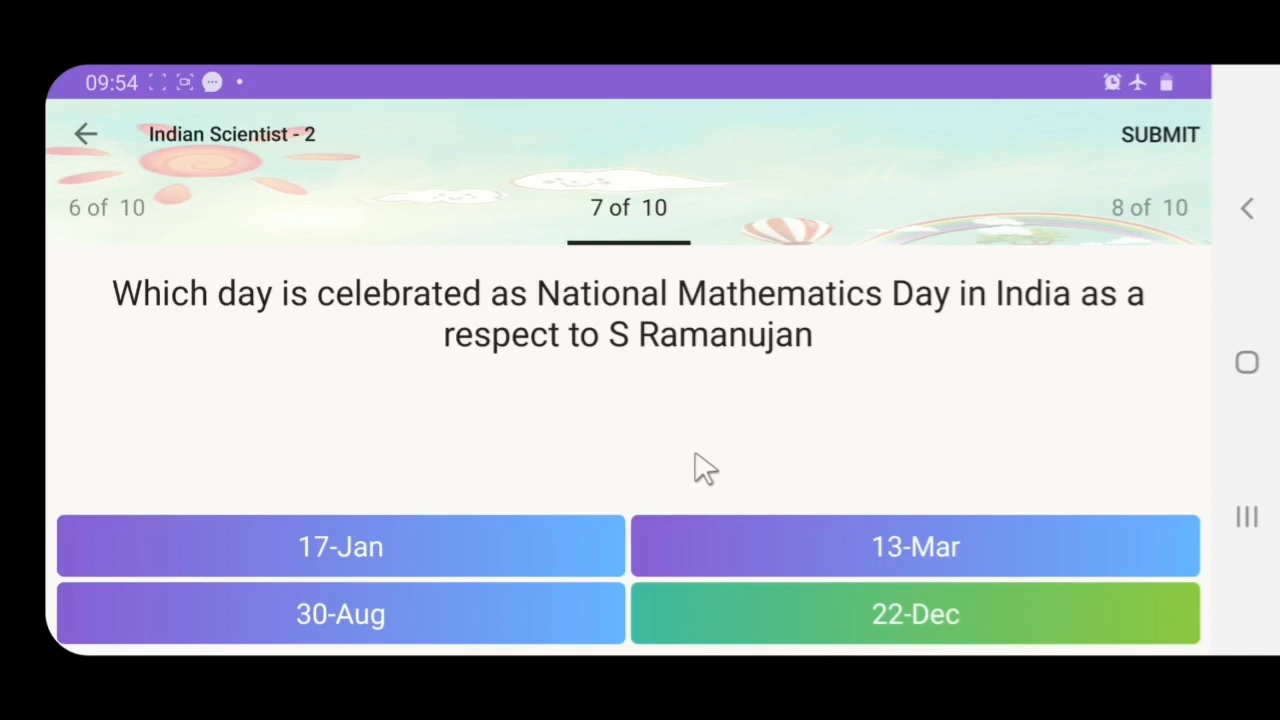 09:54
Indian Scientist - 2
SUBMIT
6 of 10
7 of 10
8 of 10
Which day is celebrated as National Mathematics Day in India as a
respect to S Ramanujan
17-Jan
13-Mar
30-Aug
22-Dec